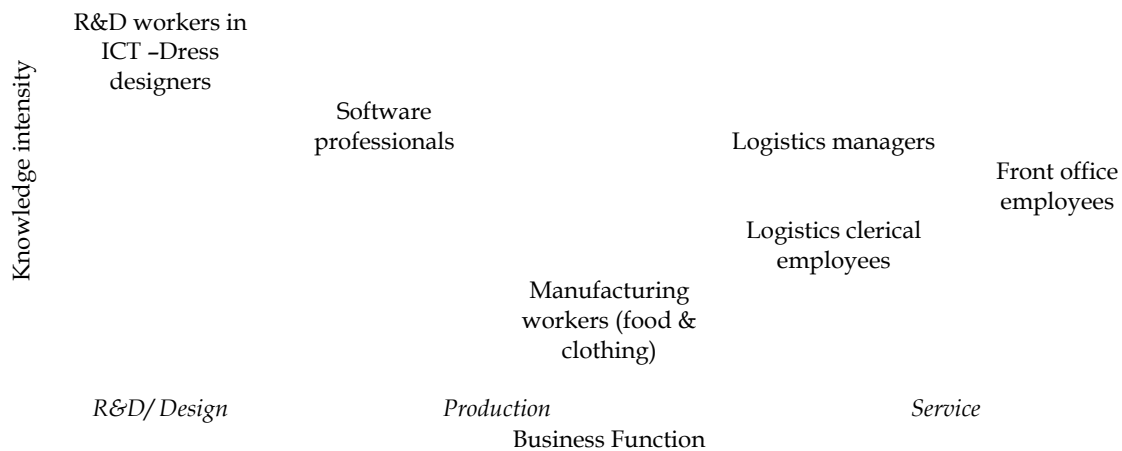 R&D workers in
ICT –Dress
designers
Knowledge intensity
Software
professionals
Logistics managers
Front office
employees
Logistics clerical
employees
Manufacturing
workers (food &
clothing)
R&D/ Design
Production
Service
Business Function